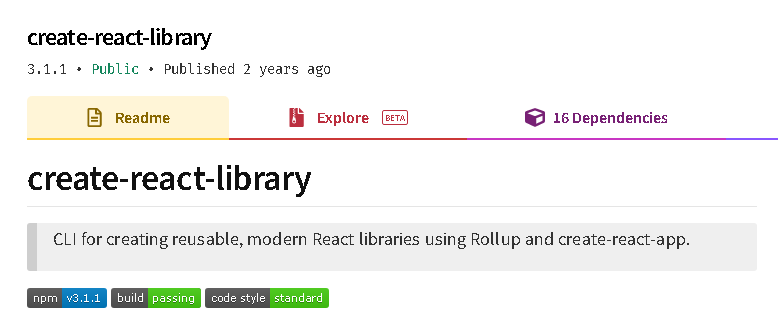 create-react-library
3.1.1 • Public • Published 2 years ago
Readme Explore BETA 16 Dependencies
create-react-library
CLI for creating reusable, modern React libraries using Rollup and create-react-app.
npm v3.1.1 build passing code style standard